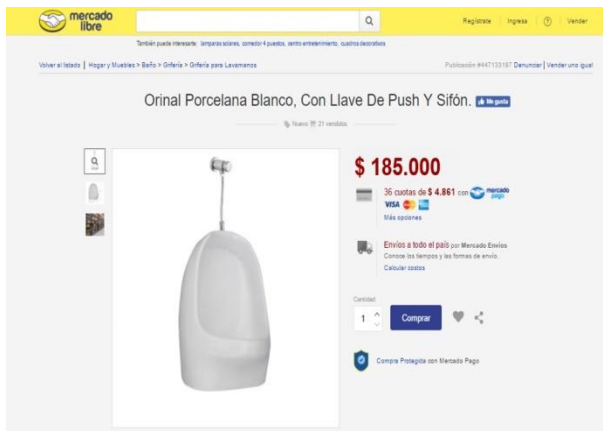 mercado
libre
Regístrate
Ingresa
?
Vender
También puede interesarte: lamparas solares, comedor 4 puestos, centro entretenimiento, cuadros decorativos
Volver al listado | Hogar y Muebles > Baño > Grifería > Grifería para Lavamanos
Publicación #447133187 Denunciar | Vender uno igual
Orinal Porcelana Blanco, Con Llave De Push Y Sifón.
Me gusta
Nuevo 21 vendidos
$ 185.000
36 cuotas de $ 4.861 con mercado pago
VISA
Más opciones
Envíos a todo el país por Mercado Envios
Conoce los tiempos y las formas de envío.
Calcular costos
Cantidad
1
Comprar
Compra Protegida con Mercado Pago